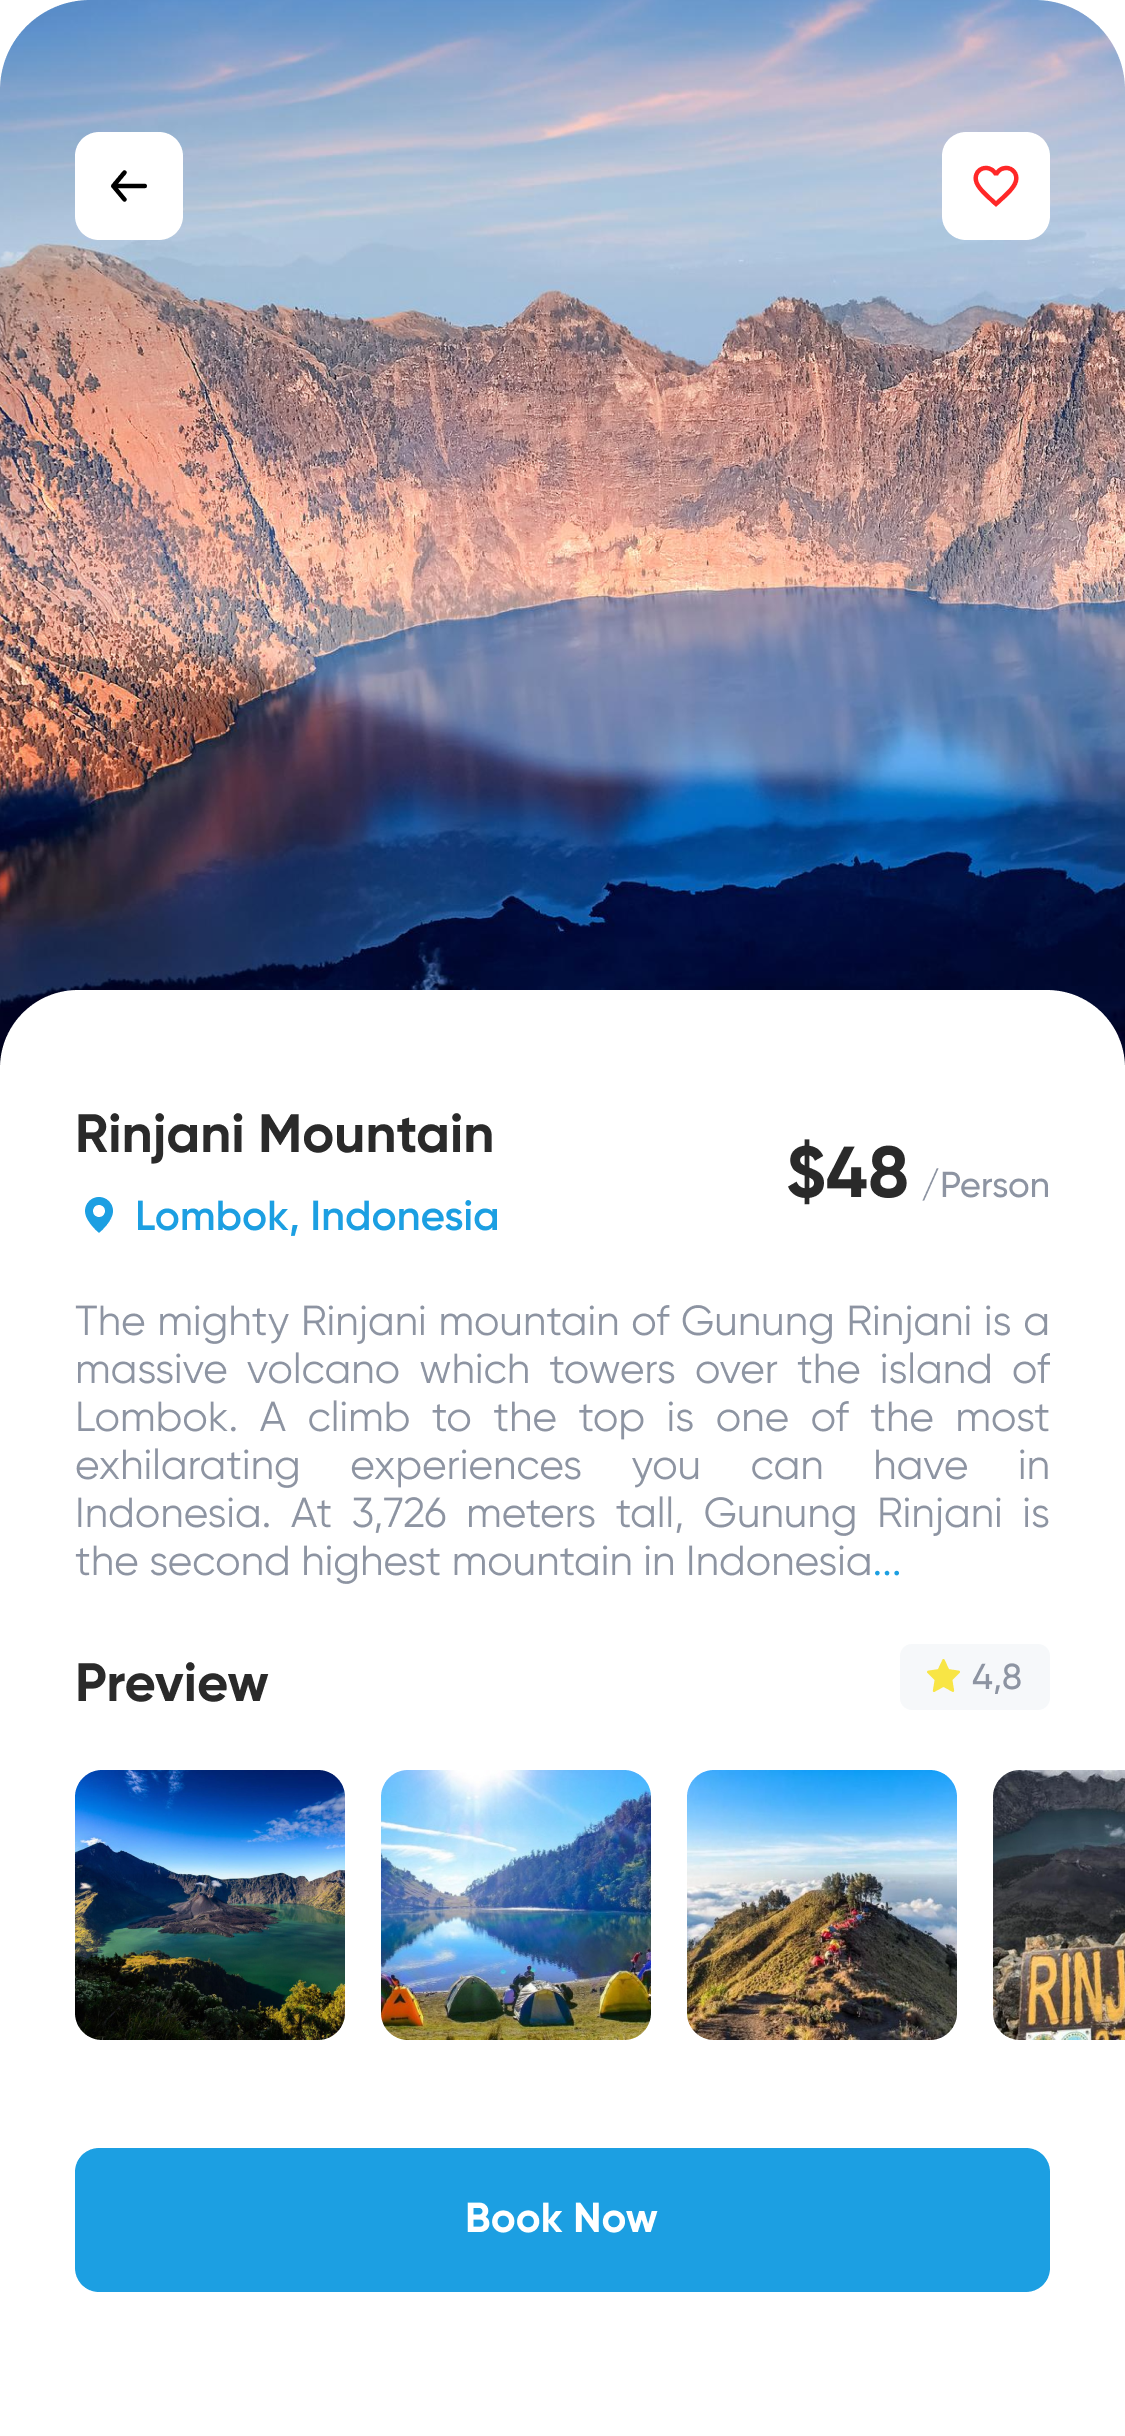 Rinjani Mountain
$48 /Person
Lombok, Indonesia
The mighty Rinjani mountain of Gunung Rinjani is a
massive volcano which towers over the island of
Lombok. A climb to the top is one of the most
exhilarating experiences you can have in
Indonesia. At 3,726 meters tall, Gunung Rinjani is
the second highest mountain in Indonesia...
Preview
4,8
RINJ
Book Now